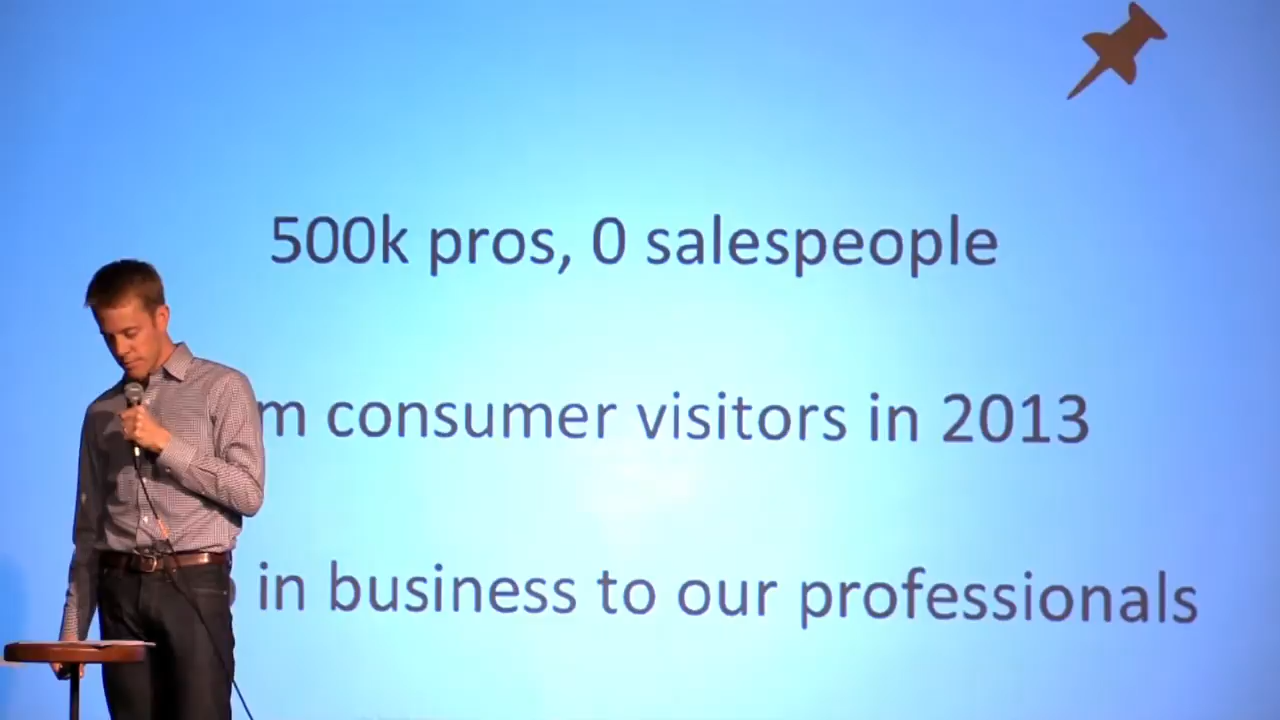 500k pros, 0 salespeople
m consumer visitors in 2013
in business to our professionals